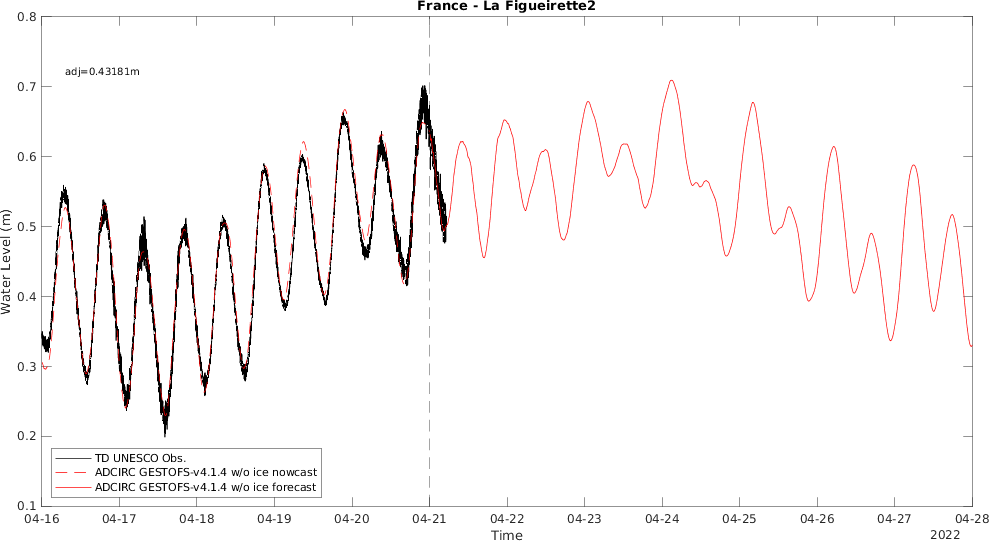 France - La Figueirette2
0.8
0.7
0.6
0.5
0.4
0.3
0.2
0.1
Water Level (m)
adj=0.43181m
TD UNESCO Obs.
ADCIRC GESTOFS-v4.1.4 w/o ice nowcast
ADCIRC GESTOFS-v4.1.4 w/o ice forecast
04-16 04-17 04-18 04-19 04-20 04-21 04-22 04-23 04-24 04-25 04-26 04-27 04-28
Time
2022